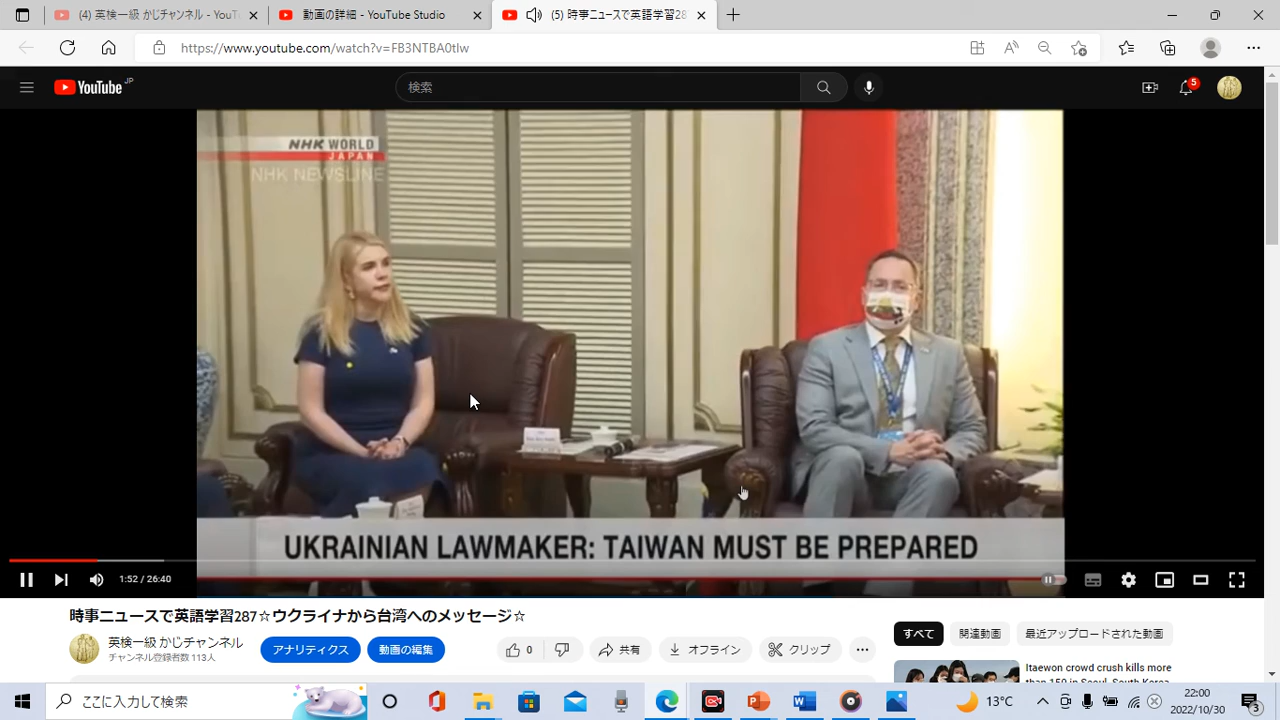 (4) 英検一級 かじチャンネル - YouT
動画の詳細 - YouTube Studio
(5) 時事ニュースで英語学習☆28
https://www.youtube.com/watch?v=FB3NTBA0tIw
YouTube JP
検索
5
NHK WORLD
JAPAN
NHK NEWSLINE
UKRAINIAN LAWMAKER: TAIWAN MUST BE PREPARED
1:52 / 26:40
時事ニュースで英語学習287☆ウクライナから台湾へのメッセージ☆
英検一級 かじチャンネル
チャンネル登録者数 113人
アナリティクス
動画の編集
0
共有
オフライン
クリップ
すべて
関連動画
最近アップロードされた動画
Itaewon crowd crush kills more
than 150 in Seoul, South Korea
ここに入力して検索
13°C
22:00
2022/10/30
3